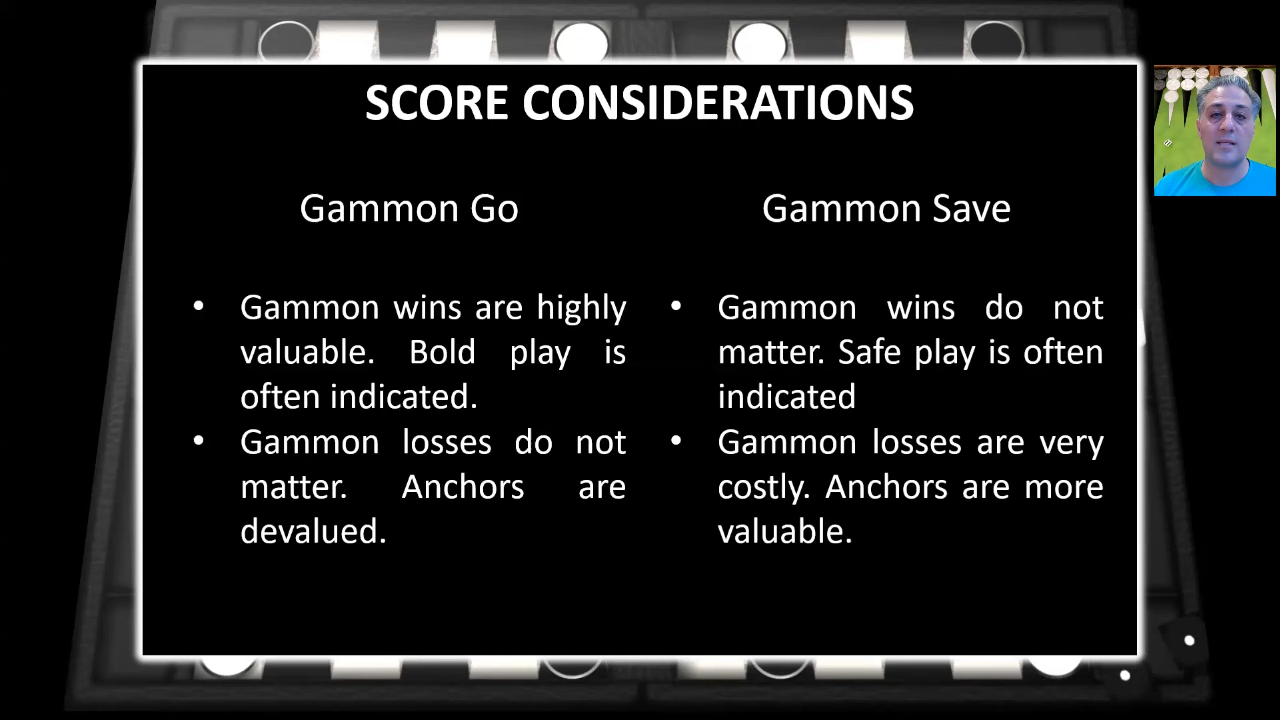 SCORE CONSIDERATIONS
Gammon Go
• Gammon wins are highly
valuable. Bold play is
often indicated.
• Gammon losses do not
matter. Anchors are
devalued.
Gammon Save
• Gammon wins do not
matter. Safe play is often
indicated
• Gammon losses are very
costly. Anchors are more
valuable.